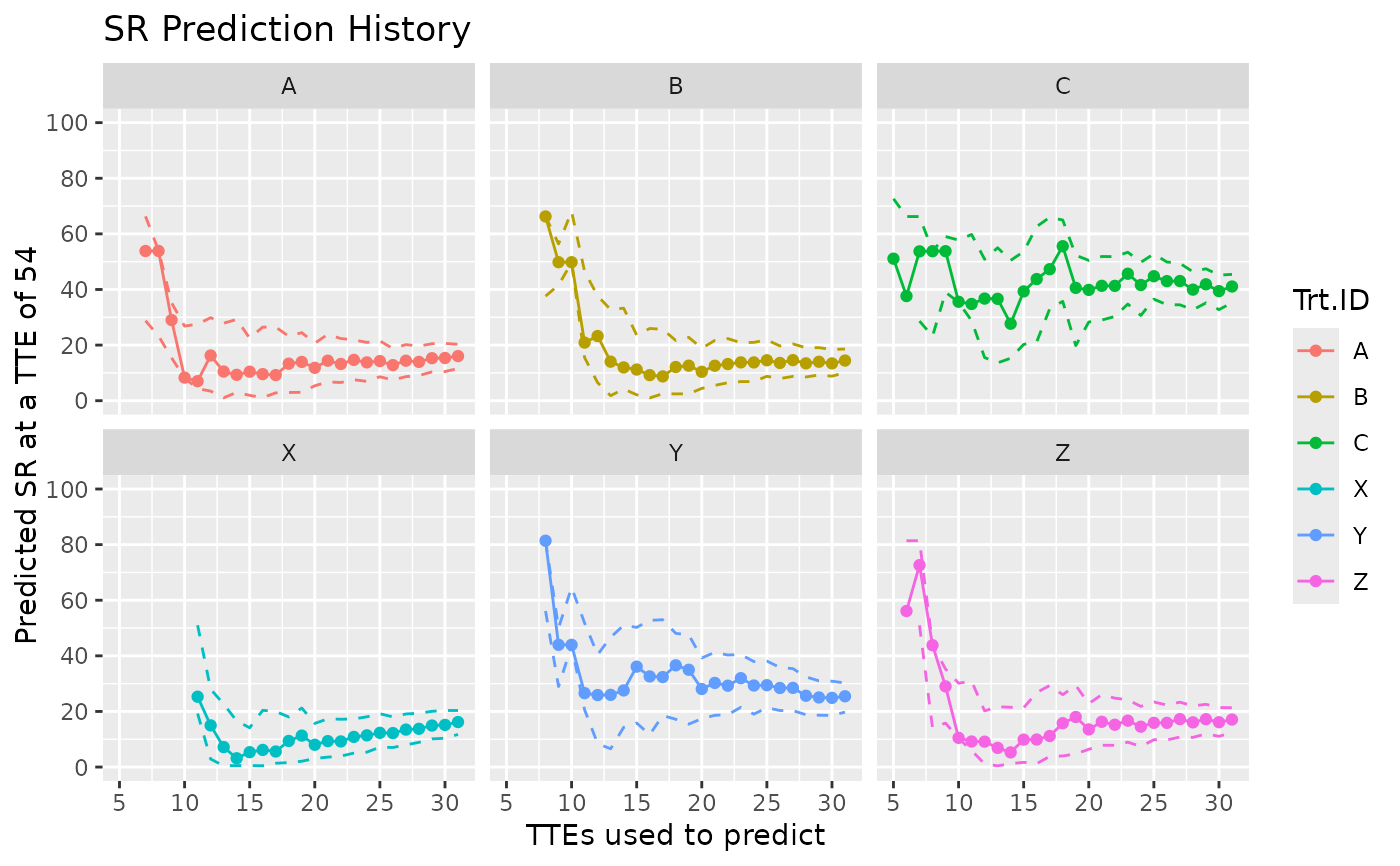 SR Prediction History
A B C
100
80
60
40
20
0
X Y Z
100
80
60
40
20
0
5 10 15 20 25 30 5 10 15 20 25 30 5 10 15 20 25 30
TTEs used to predict
Predicted SR at a TTE of 54
Trt.ID
A
B
C
X
Y
Z